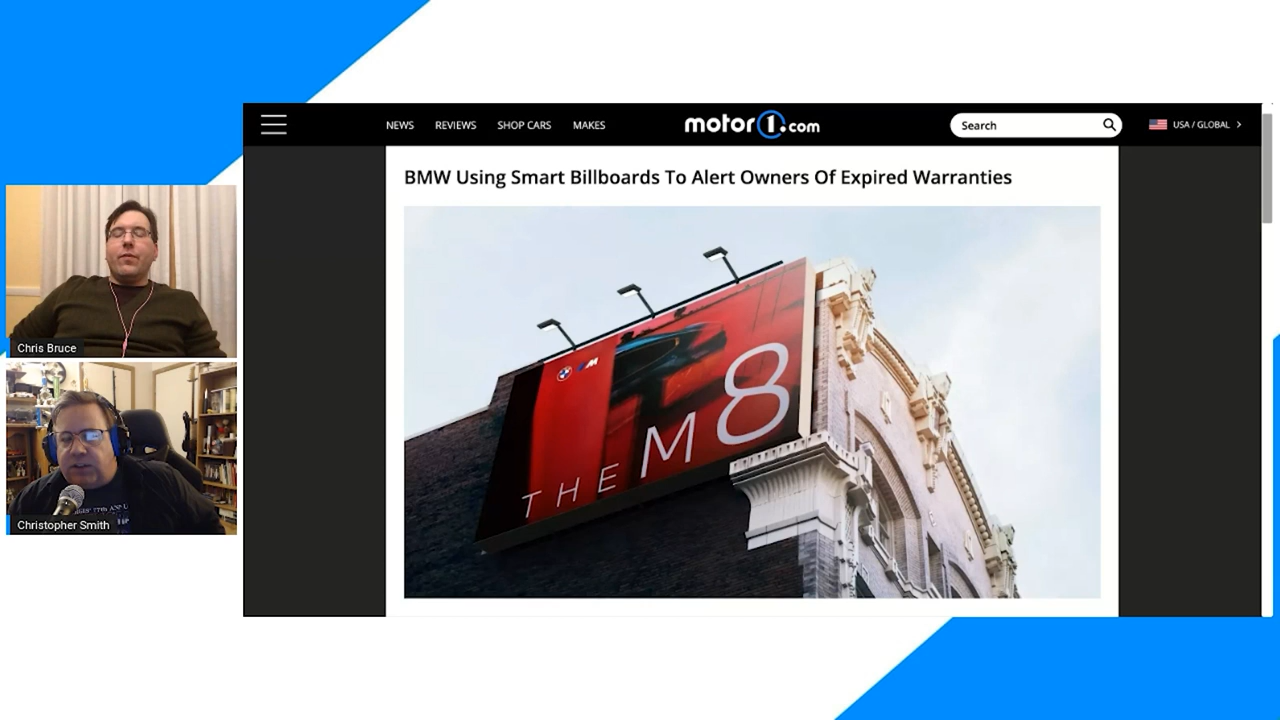 NEWS REVIEWS SHOP CARS MAKES
motor1.com
Search
USA / GLOBAL
BMW Using Smart Billboards To Alert Owners Of Expired Warranties
M
THE M8
Chris Bruce
Christopher Smith